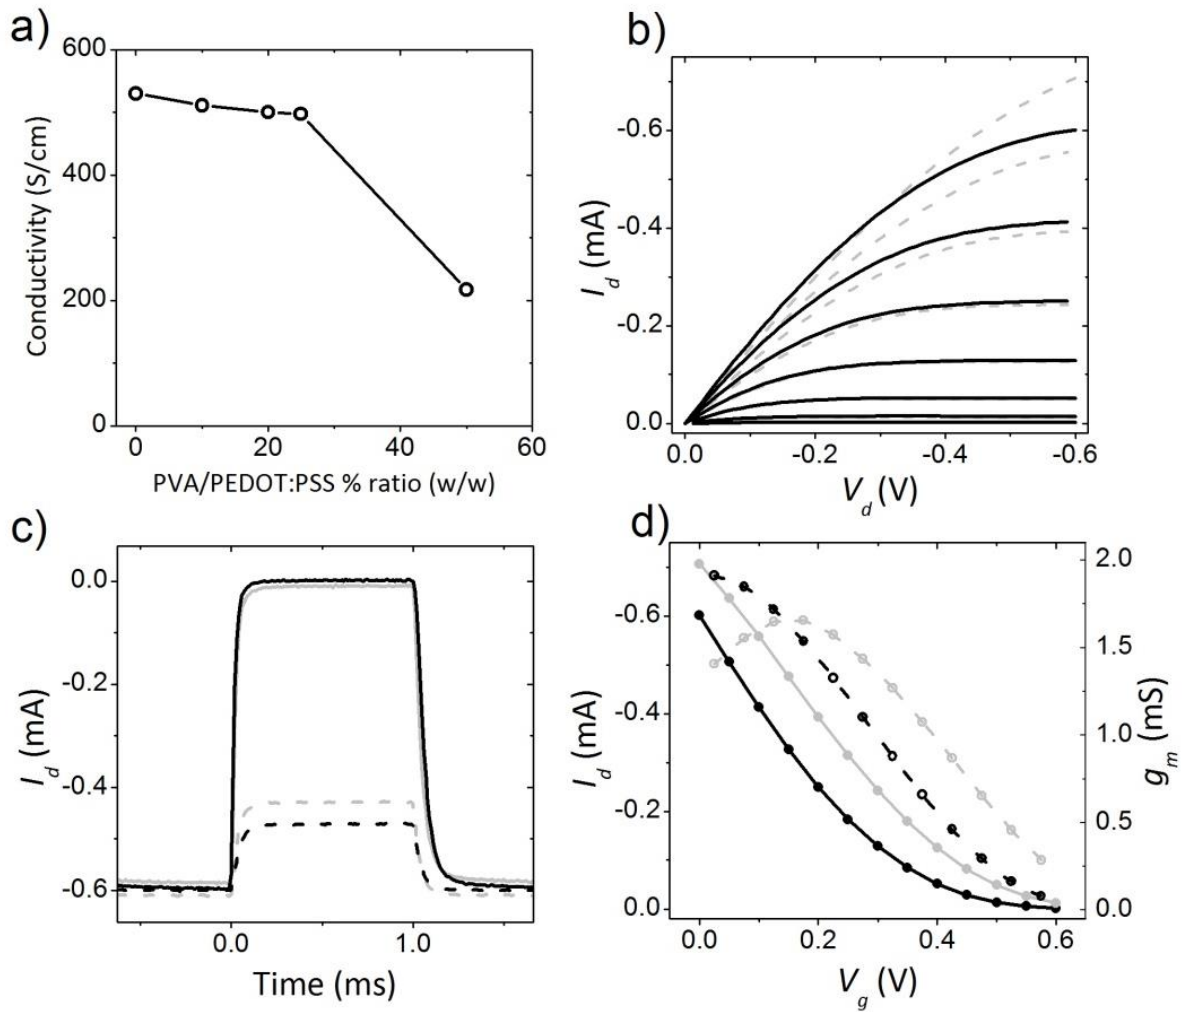 a)
600
400
200
0
Conductivity (S/cm)
0 20 40 60
PVA/PEDOT:PSS % ratio (w/w)
b)
-0.6
-0.4
-0.2
0.0
I_d (mA)
0.0 -0.2 -0.4 -0.6
V_d (V)
c)
0.0
-0.2
-0.4
-0.6
I_d (mA)
0.0 1.0
Time (ms)
d)
-0.6
-0.4
-0.2
0.0
I_d (mA)
2.0
1.5
1.0
0.5
0.0
g_m (mS)
0.0 0.2 0.4 0.6
V_g (V)